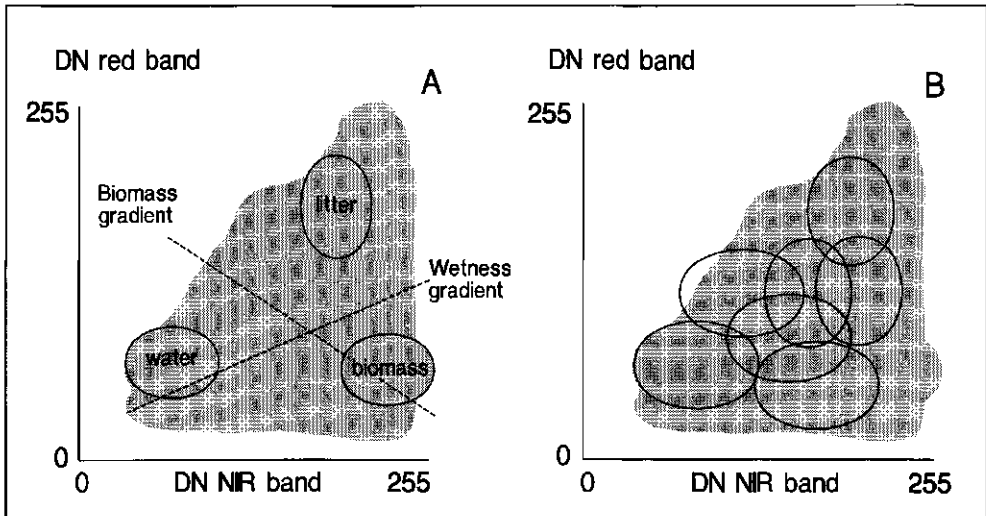 DN red band
A
255
Biomass
gradient
litter
Wetness
gradient
water
biomass
0
0
DN NIR band
255
DN red band
B
255
0
0
DN NIR band
255